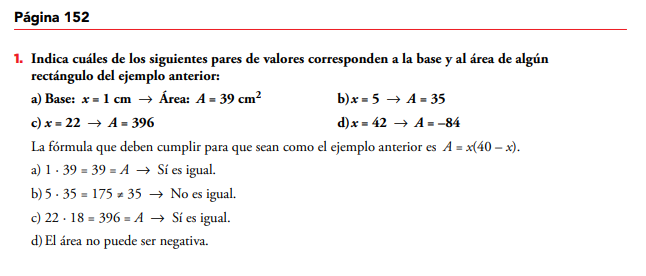 Página 152
1. Indica cuáles de los siguientes pares de valores corresponden a la base y al área de algún
rectángulo del ejemplo anterior:
a) Base: x = 1 cm → Área: A = 39 cm² b) x = 5 → A = 35
c) x = 22 → A = 396 d) x = 42 → A = –84
La fórmula que deben cumplir para que sean como el ejemplo anterior es A = x(40 – x).
a) 1 · 39 = 39 = A → Sí es igual.
b) 5 · 35 = 175 ≠ 35 → No es igual.
c) 22 · 18 = 396 = A → Sí es igual.
d) El área no puede ser negativa.